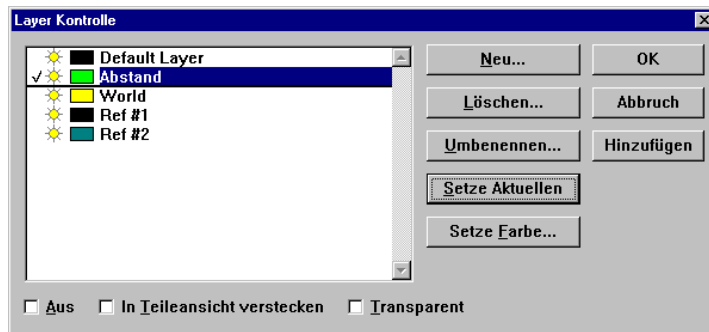 Layer Kontrolle
Default Layer
Abstand
World
Ref #1
Ref #2
Neu...
OK
Löschen...
Abbruch
Umbenennen...
Hinzufügen
Setze Aktuellen
Setze Farbe...
Aus
In Teileansicht verstecken
Transparent